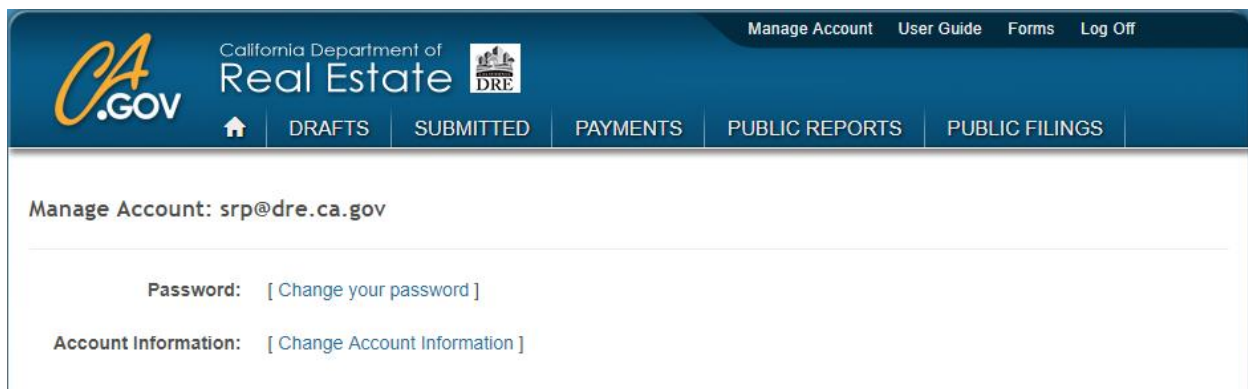 Manage Account User Guide Forms Log Off
CA.GOV
California Department of
Real Estate
DRE
DRAFTS SUBMITTED PAYMENTS PUBLIC REPORTS PUBLIC FILINGS
Manage Account: srp@dre.ca.gov
Password: [ Change your password ]
Account Information: [ Change Account Information ]